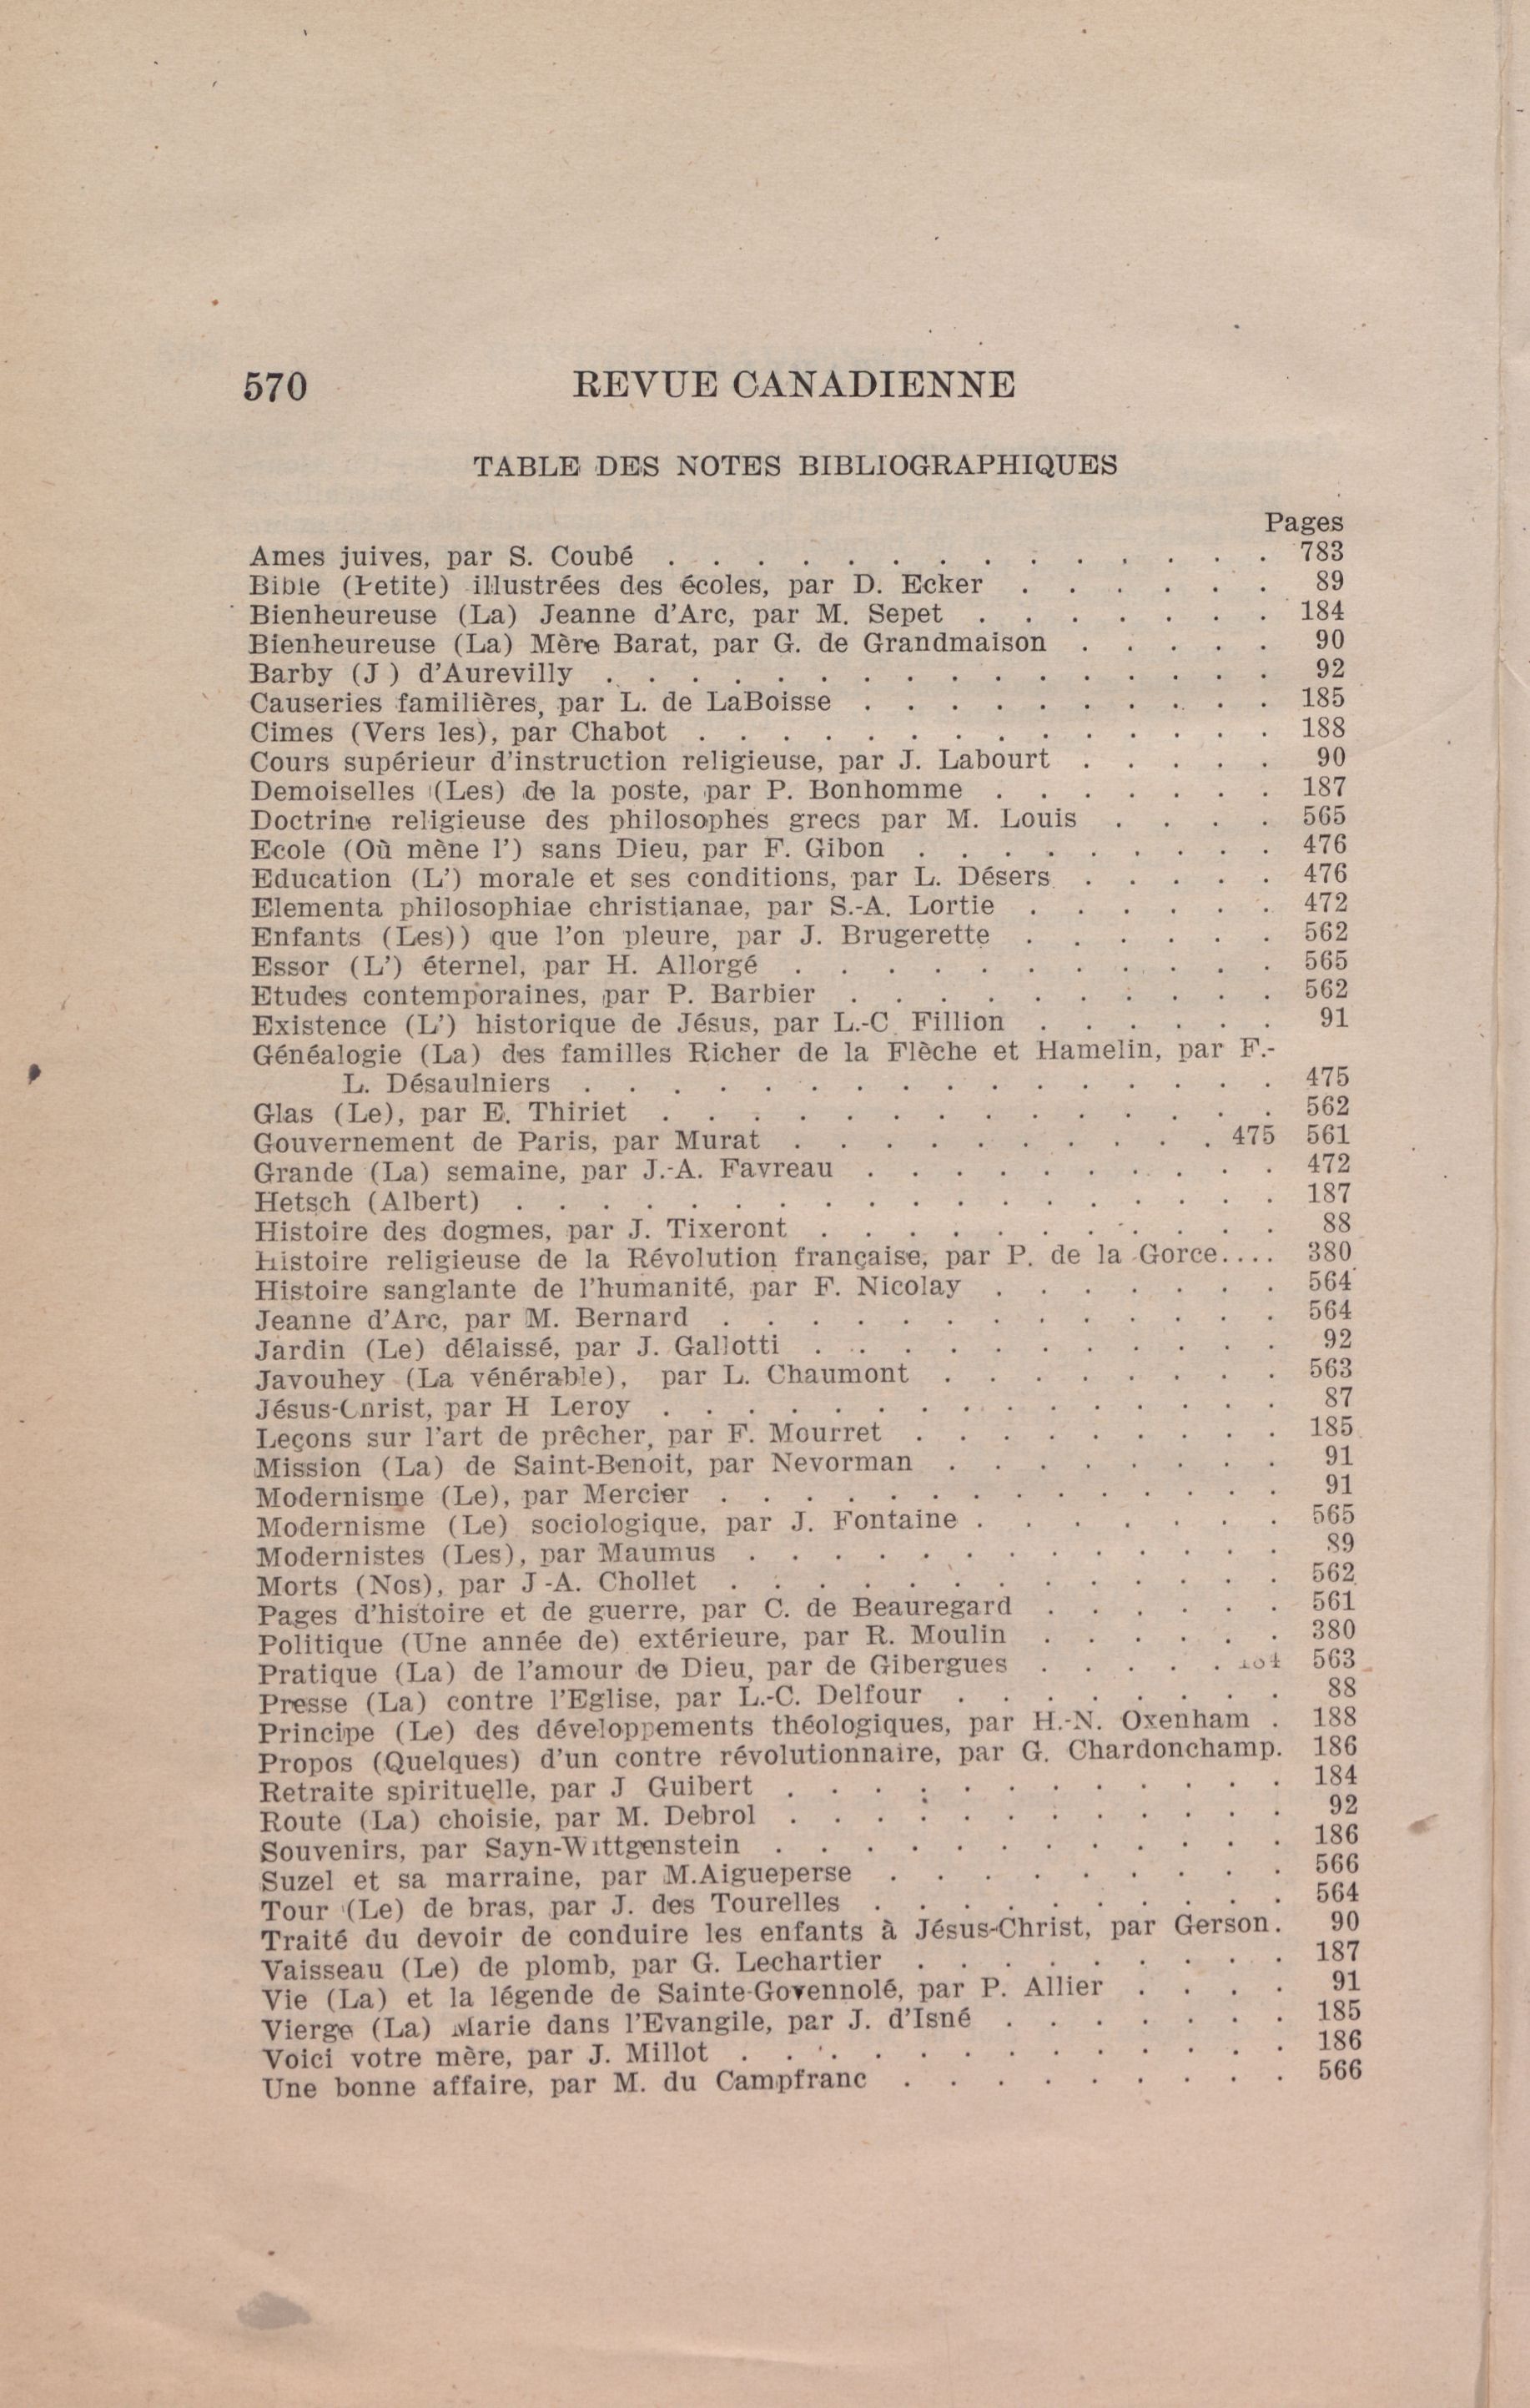 570 REVUE CANADIENNE
TABLE DES NOTES BIBLIOGRAPHIQUES
Pages
Ames juives, par S. Coubé . . . . . . . . . . . . . . 783
Bible (Petite) illustrées des écoles, par D. Ecker . . . . . . 89
Bienheureuse (La) Jeanne d'Arc, par M. Sepet . . . . . . . 184
Bienheureuse (La) Mère Barat, par G. de Grandmaison . . . . . 90
Barby (J ) d'Aurevilly . . . . . . . . . . . . . . . . 92
Causeries familières, par L. de LaBoisse . . . . . . . . . . 185
Cimes (Vers les), par Chabot . . . . . . . . . . . . . . 188
Cours supérieur d'instruction religieuse, par J. Labourt . . . . . 90
Demoiselles (Les) de la poste, par P. Bonhomme . . . . . . . 187
Doctrine religieuse des philosophes grecs par M. Louis . . . . 565
Ecole (Où mène l') sans Dieu, par F. Gibon . . . . . . . . . 476
Education (L') morale et ses conditions, par L. Désers . . . . . 476
Elementa philosophiae christianae, par S.-A. Lortie . . . . . . 472
Enfants (Les)) que l'on pleure, par J. Brugerette . . . . . . 562
Essor (L') éternel, par H. Allorgé . . . . . . . . . . . 565
Etudes contemporaines, par P. Barbier . . . . . . . . . . 562
Existence (L') historique de Jésus, par L.-C. Fillion . . . . . . 91
Généalogie (La) des familles Richer de la Flèche et Hamelin, par F.-
L. Désaulniers . . . . . . . . . . . . . . . . 475
Glas (Le), par E. Thiriet . . . . . . . . . . . . . . 562
Gouvernement de Paris, par Murat . . . . . . . . . . 475 561
Grande (La) semaine, par J.-A. Favreau . . . . . . . . . . 472
Hetsch (Albert) . . . . . . . . . . . . . . . . . . 187
Histoire des dogmes, par J. Tixeront . . . . . . . . . . . 88
Histoire religieuse de la Révolution française, par P. de la Gorce.... 380
Histoire sanglante de l'humanité, par F. Nicolay . . . . . . . 564
Jeanne d'Arc, par M. Bernard . . . . . . . . . . . . . 564
Jardin (Le) délaissé, par J. Gallotti . . . . . . . . . . . 92
Javouhey (La vénérable), par L. Chaumont . . . . . . . . 563
Jésus-Christ, par H Leroy . . . . . . . . . . . . . . . 87
Leçons sur l'art de prêcher, par F. Mourret . . . . . . . . . 185
Mission (La) de Saint-Benoit, par Nevorman . . . . . . . . 91
Modernisme (Le), par Mercier . . . . . . . . . . . . . . 91
Modernisme (Le) sociologique, par J. Fontaine . . . . . . . . 565
Modernistes (Les), par Maumus . . . . . . . . . . . . . 89
Morts (Nos), par J -A. Chollet . . . . . . . . . . . . . 562
Pages d'histoire et de guerre, par C. de Beauregard . . . . . . 561
Politique (Une année de) extérieure, par R. Moulin . . . . . . 380
Pratique (La) de l'amour de Dieu, par de Gibergues . . . . . 184 563
Presse (La) contre l'Eglise, par L.-C. Delfour . . . . . . . . 88
Principe (Le) des développements théologiques, par H.-N. Oxenham . 188
Propos (Quelques) d'un contre révolutionnaire, par G. Chardonchamp. 186
Retraite spirituelle, par J Guibert . . . . . . . . . . . . 184
Route (La) choisie, par M. Debrol . . . . . . . . . . . . 92
Souvenirs, par Sayn-Wittgenstein . . . . . . . . . . . . 186
Suzel et sa marraine, par M.Aigueperse . . . . . . . . . 566
Tour (Le) de bras, par J. des Tourelles . . . . . . . . . . 564
Traité du devoir de conduire les enfants à Jésus-Christ, par Gerson. 90
Vaisseau (Le) de plomb, par G. Lechartier . . . . . . . . . 187
Vie (La) et la légende de Sainte-Govennolé, par P. Allier . . . . 91
Vierge (La) Marie dans l'Evangile, par J. d'Isné . . . . . . . 185
Voici votre mère, par J. Millot . . . . . . . . . . . . . 186
Une bonne affaire, par M. du Campfranc . . . . . . . . . 566